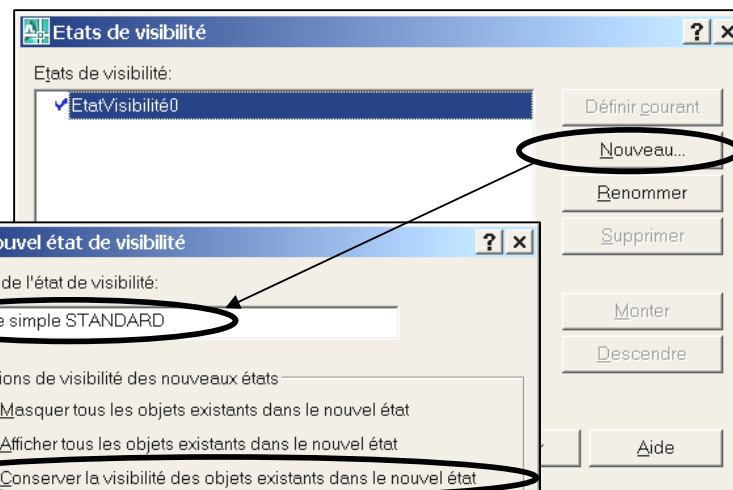 Etats de visibilité
Etats de visibilité:
EtatVisibilité0
Définir courant
Nouveau...
Renommer
Supprimer
Monter
Descendre
Aide
ouvel état de visibilité
de l'état de visibilité:
e simple STANDARD
ions de visibilité des nouveaux états
Masquer tous les objets existants dans le nouvel état
Afficher tous les objets existants dans le nouvel état
Conserver la visibilité des objets existants dans le nouvel état